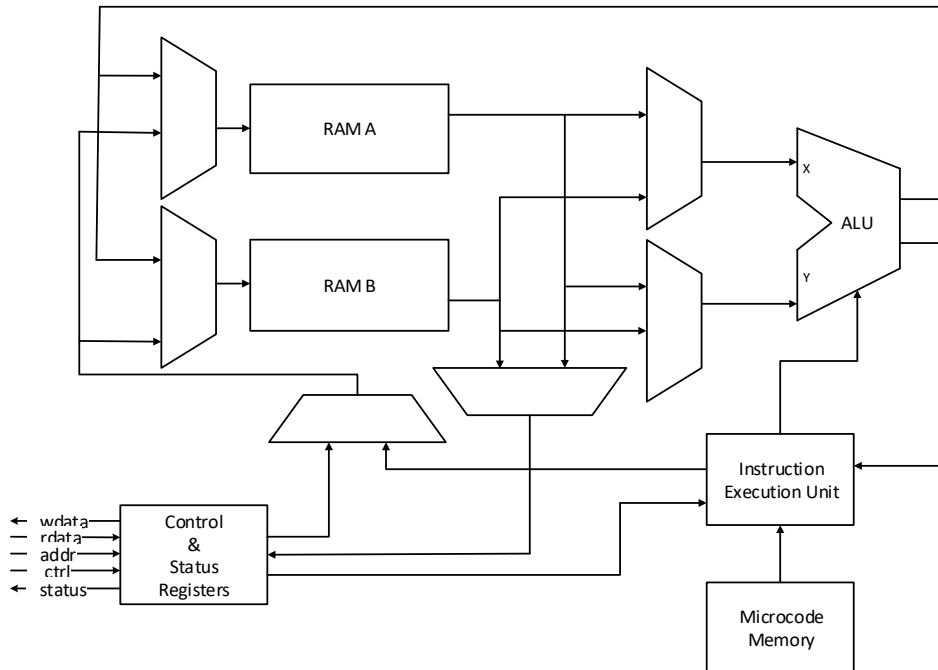 RAM A
X
ALU
RAM B
Y
Instruction
Execution Unit
wdata
rdata
addr
ctrl
status
Control
&
Status
Registers
Microcode
Memory